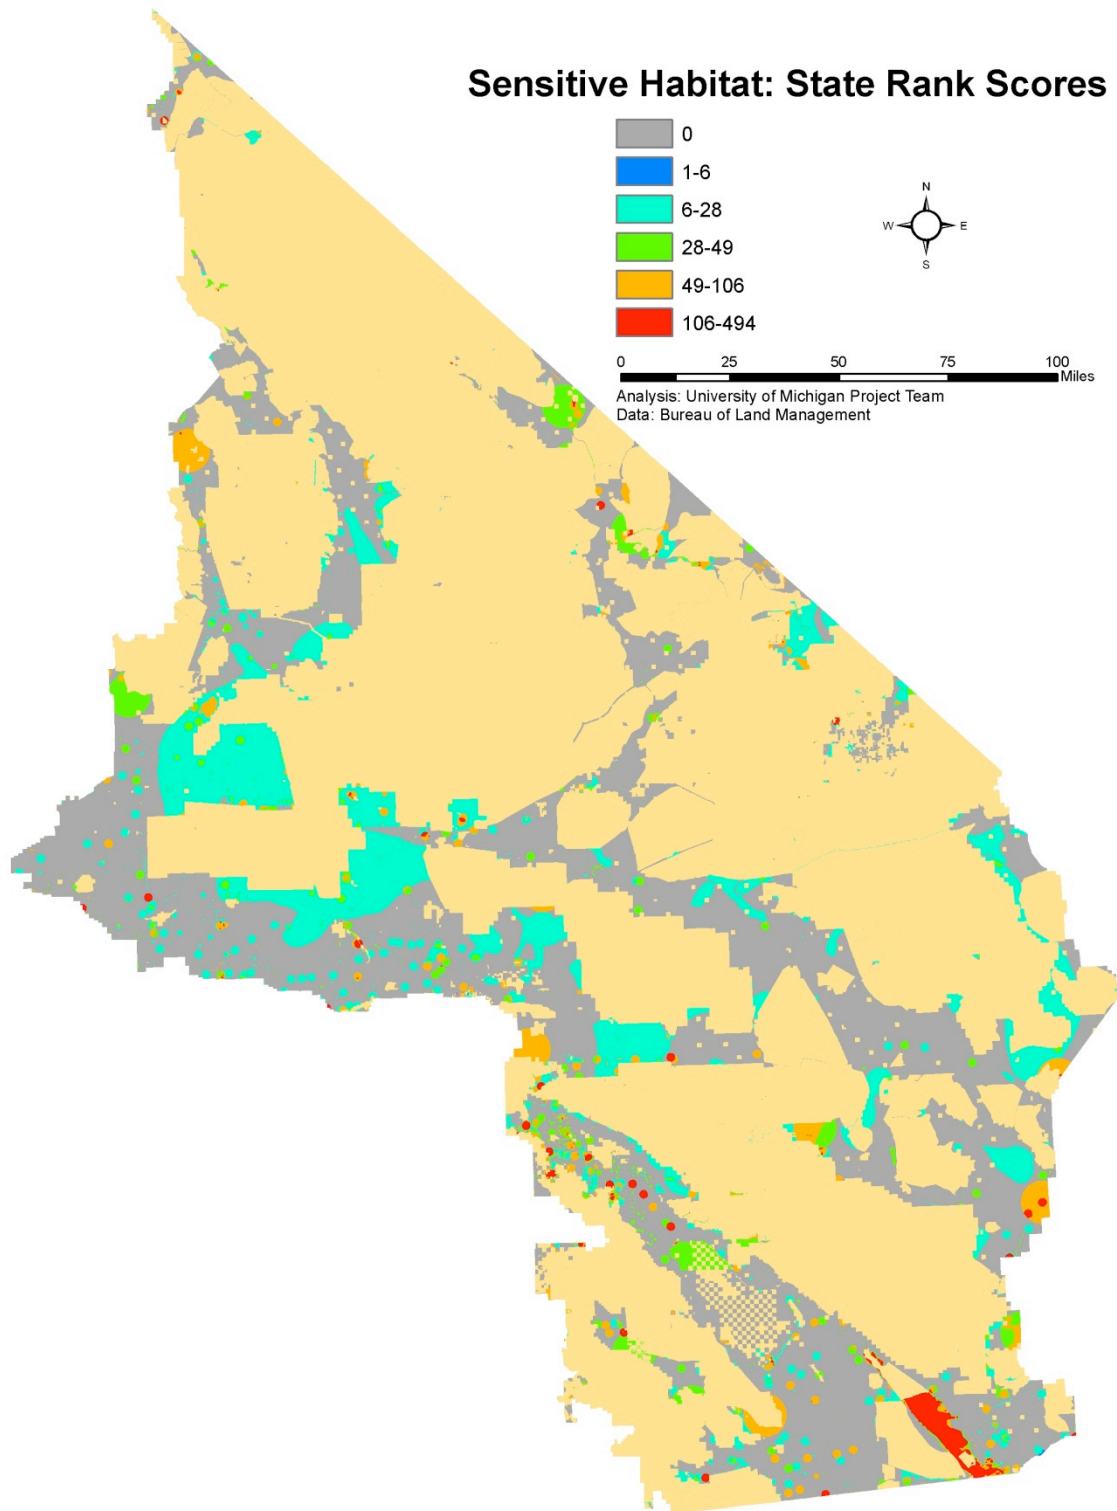 Sensitive Habitat: State Rank Scores
0
1-6
6-28
28-49
49-106
106-494
N
W E
S
0 25 50 75 100
Miles
Analysis: University of Michigan Project Team
Data: Bureau of Land Management